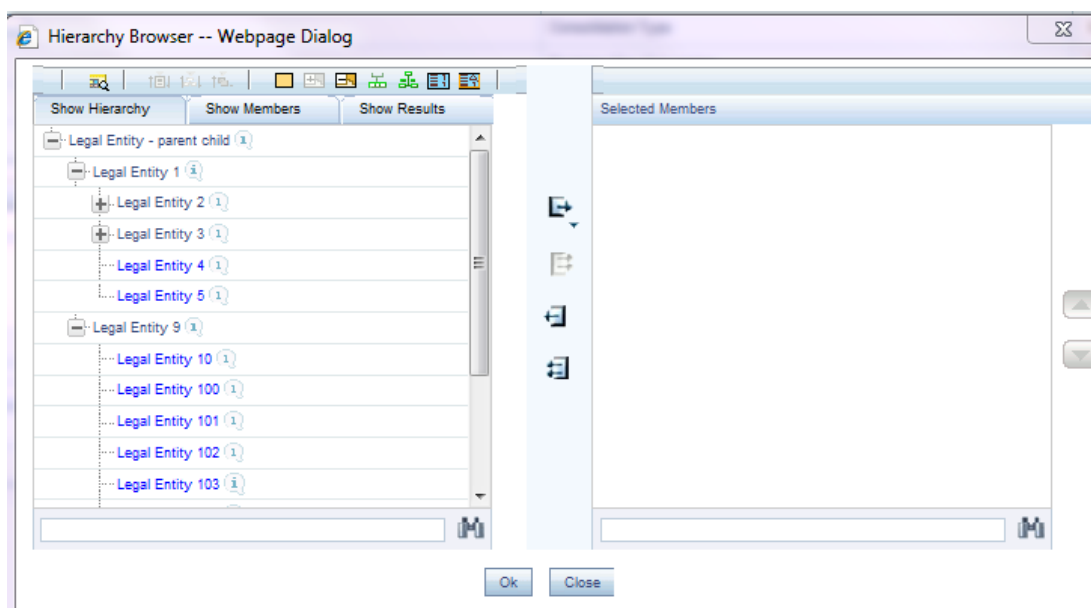 Hierarchy Browser -- Webpage Dialog
Show Hierarchy Show Members Show Results
Selected Members
Legal Entity - parent child
Legal Entity 1
Legal Entity 2
Legal Entity 3
Legal Entity 4
Legal Entity 5
Legal Entity 9
Legal Entity 10
Legal Entity 100
Legal Entity 101
Legal Entity 102
Legal Entity 103
Ok Close